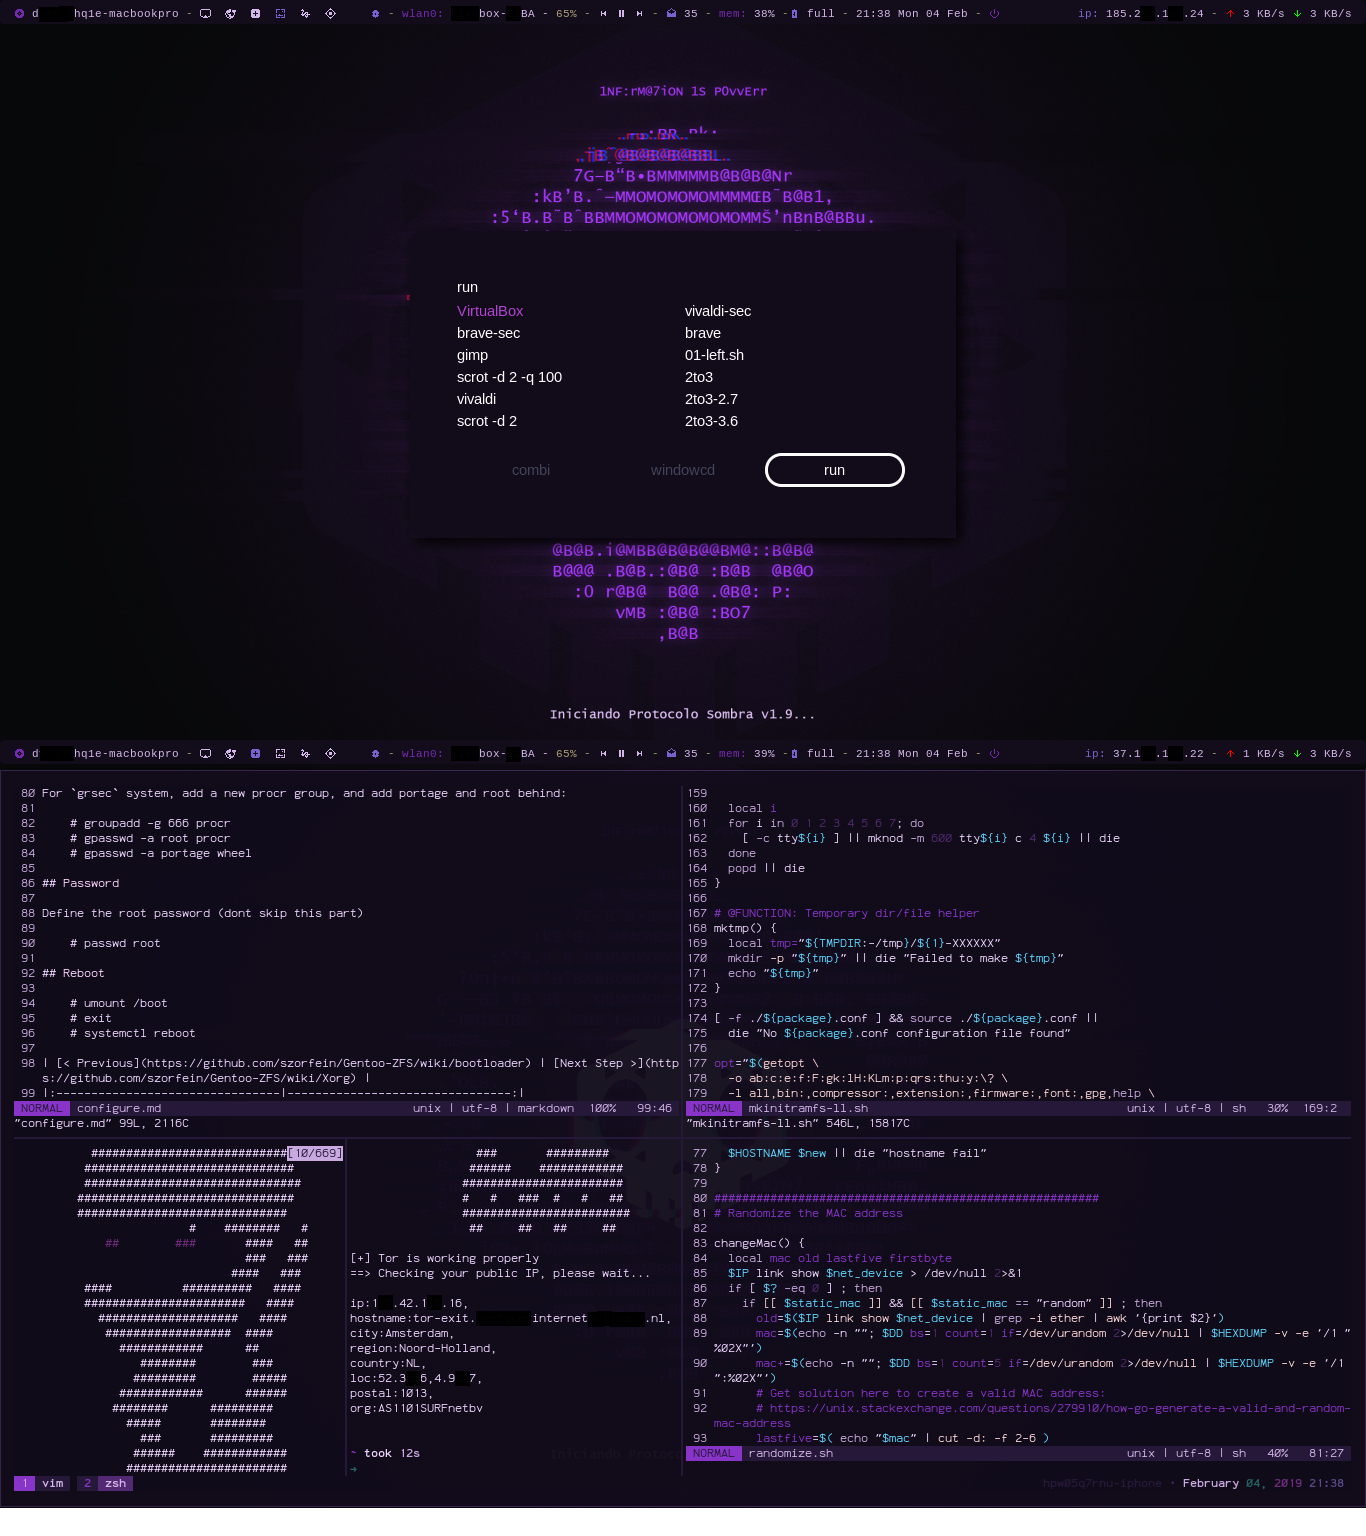 d hq1e-macbookpro - - wlan0: box- BA - 65% - - 35 - mem: 38% - full - 21:38 Mon 04 Feb - ip: 185.2 .1 .24 - 3 KB/s 3 KB/s
1NF:rM@7iON 1S POvvErr
7G-B“B•BMMMMMB@B@B@Nr
:kB’B.ˆ-MMOMOMOMOMMMMŒB¯B@B1,
:5‘B.B˜BˆBBMMOMOMOMOMOMOMMŠ’nBnB@BBu.
run
VirtualBox vivaldi-sec
brave-sec brave
gimp 01-left.sh
scrot -d 2 -q 100 2to3
vivaldi 2to3-2.7
scrot -d 2 2to3-3.6
combi windowcd run
@B@B.i@MBB@B@B@@BM@::B@B@
B@@@ .B@B.:@B@ :B@B  @B@O
:O r@B@  B@@ .@B@: P:
vMB :@B@ :BO7
,B@B
Iniciando Protocolo Sombra v1.9...
d hq1e-macbookpro - - wlan0: box- BA - 65% - - 35 - mem: 39% - full - 21:38 Mon 04 Feb - ip: 37.1 .1 .22 - 1 KB/s 3 KB/s
80 For `grsec` system, add a new procr group, and add portage and root behind:
81
82     # groupadd -g 666 procr
83     # gpasswd -a root procr
84     # gpasswd -a portage wheel
85
86 ## Password
87
88 Define the root password (dont skip this part)
89
90     # passwd root
91
92 ## Reboot
93
94     # umount /boot
95     # exit
96     # systemctl reboot
97
98 | [< Previous](https://github.com/szorfein/Gentoo-ZFS/wiki/bootloader) | [Next Step >](http
s://github.com/szorfein/Gentoo-ZFS/wiki/Xorg) |
99 |:--------------------------------|--------------------------------:|
NORMAL configure.md unix | utf-8 | markdown 100% 99:46
"configure.md" 99L, 2116C
159
160   local i
161   for i in 0 1 2 3 4 5 6 7; do
162     [ -c tty${i} ] || mknod -m 600 tty${i} c 4 ${i} || die
163   done
164   popd || die
165 }
166
167 # @FUNCTION: Temporary dir/file helper
168 mktmp() {
169   local tmp="${TMPDIR:-/tmp}/${1}-XXXXXX"
170   mkdir -p "${tmp}" || die "Failed to make ${tmp}"
171   echo "${tmp}"
172 }
173
174 [ -f ./${package}.conf ] && source ./${package}.conf ||
175   die "No ${package}.conf configuration file found"
176
177 opt="$(getopt \
178   -o ab:c:e:f:F:gk:lH:KLm:p:qrs:thu:y:\? \
179   -l all,bin:,compressor:,extension:,firmware:,font:,gpg,help \
NORMAL mkinitramfs-ll.sh unix | utf-8 | sh 30% 169:2
"mkinitramfs-ll.sh" 546L, 15817C
[10/669]
[+] Tor is working properly
==> Checking your public IP, please wait...
ip:1 .42.1 .16,
hostname:tor-exit. internet .nl,
city:Amsterdam,
region:Noord-Holland,
country:NL,
loc:52.3 6,4.9 7,
postal:1013,
org:AS1101SURFnetbv
~ took 12s
→
77   $HOSTNAME $new || die "hostname fail"
78 }
79
80 #######################################################
81 # Randomize the MAC address
82
83 changeMac() {
84   local mac old lastfive firstbyte
85   $IP link show $net_device > /dev/null 2>&1
86   if [ $? -eq 0 ] ; then
87     if [[ $static_mac ]] && [[ $static_mac == "random" ]] ; then
88       old=$($IP link show $net_device | grep -i ether | awk '{print $2}')
89       mac=$(echo -n ""; $DD bs=1 count=1 if=/dev/urandom 2>/dev/null | $HEXDUMP -v -e '/1 "
%02X"')
90       mac+=$(echo -n ""; $DD bs=1 count=5 if=/dev/urandom 2>/dev/null | $HEXDUMP -v -e '/1
":%02X"')
91       # Get solution here to create a valid MAC address:
92       # https://unix.stackexchange.com/questions/279910/how-go-generate-a-valid-and-random-
mac-address
93       lastfive=$( echo "$mac" | cut -d: -f 2-6 )
NORMAL randomize.sh unix | utf-8 | sh 40% 81:27
1 vim 2 zsh hpw05q7rnu-iphone • February 04, 2019 21:38